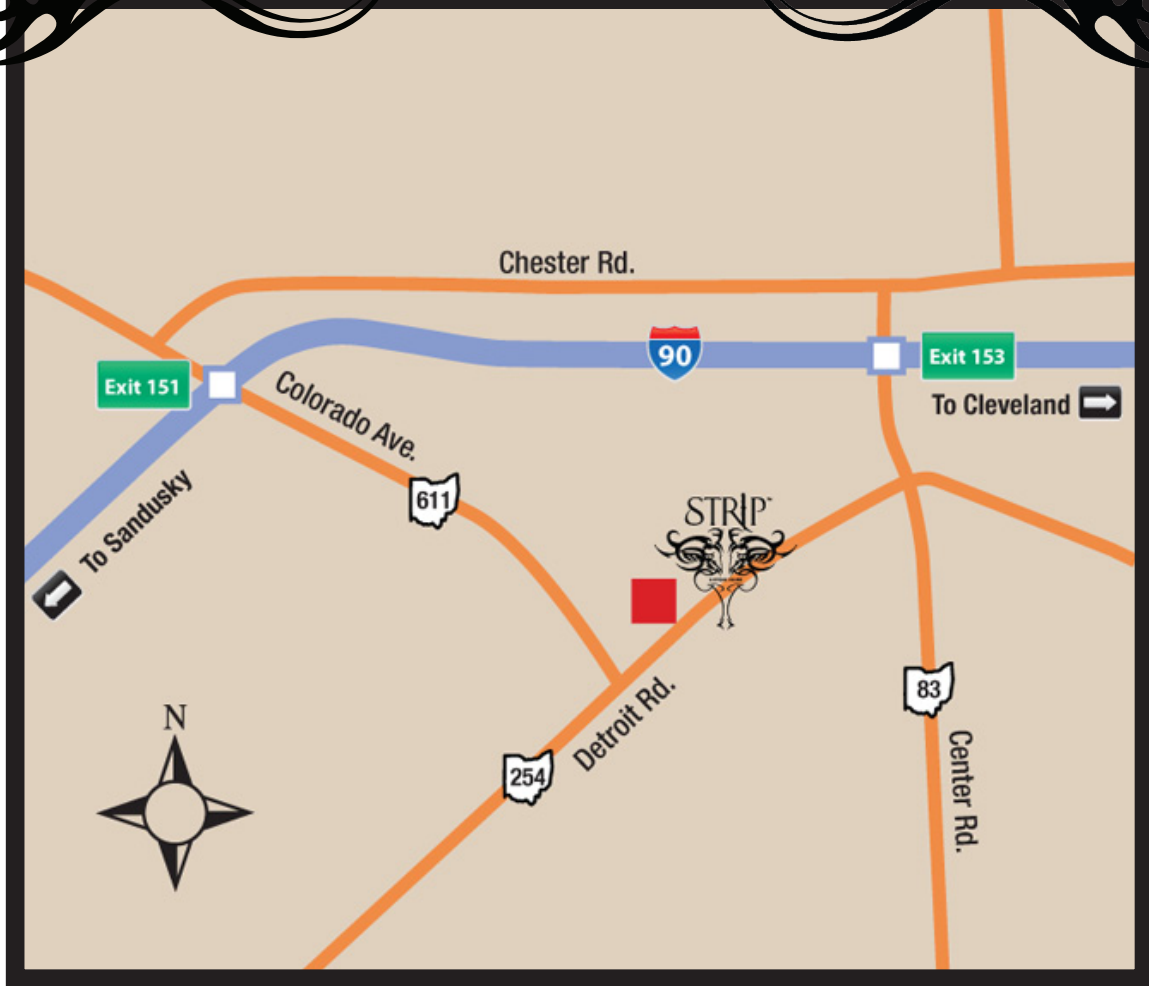 Chester Rd.
90
Exit 151
Exit 153
To Cleveland
Colorado Ave.
611
To Sandusky
STRIP
83
Detroit Rd.
254
Center Rd.
N